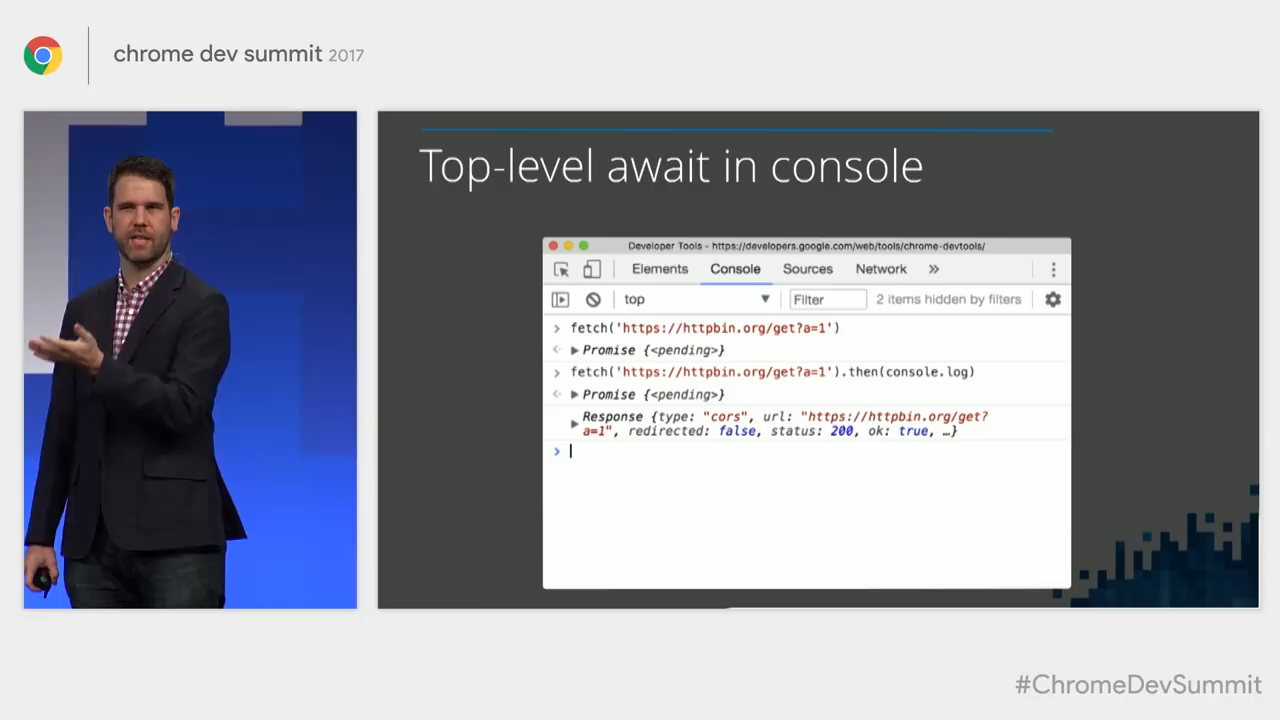 chrome dev summit 2017
Top-level await in console
Developer Tools - https://developers.google.com/web/tools/chrome-devtools/
Elements Console Sources Network »
top ▼ Filter 2 items hidden by filters
> fetch('https://httpbin.org/get?a=1')
< ▶ Promise {<pending>}
> fetch('https://httpbin.org/get?a=1').then(console.log)
< ▶ Promise {<pending>}
▶ Response {type: "cors", url: "https://httpbin.org/get?
a=1", redirected: false, status: 200, ok: true, …}
>
#ChromeDevSummit